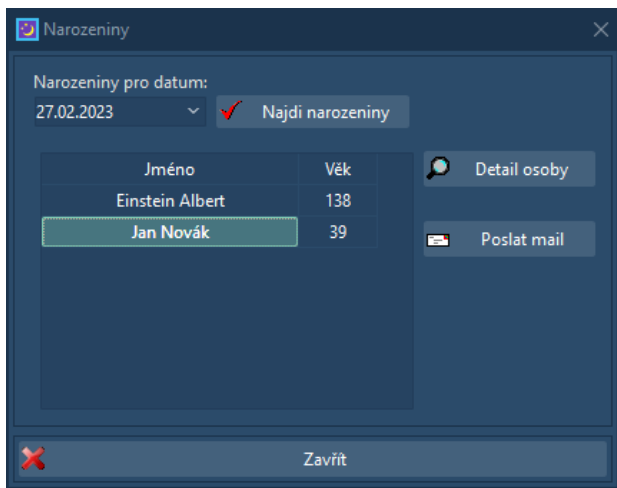 Narozeniny
Narozeniny pro datum:
27.02.2023
Najdi narozeniny
Jméno Věk
Einstein Albert 138
Jan Novák 39
Detail osoby
Poslat mail
Zavřít